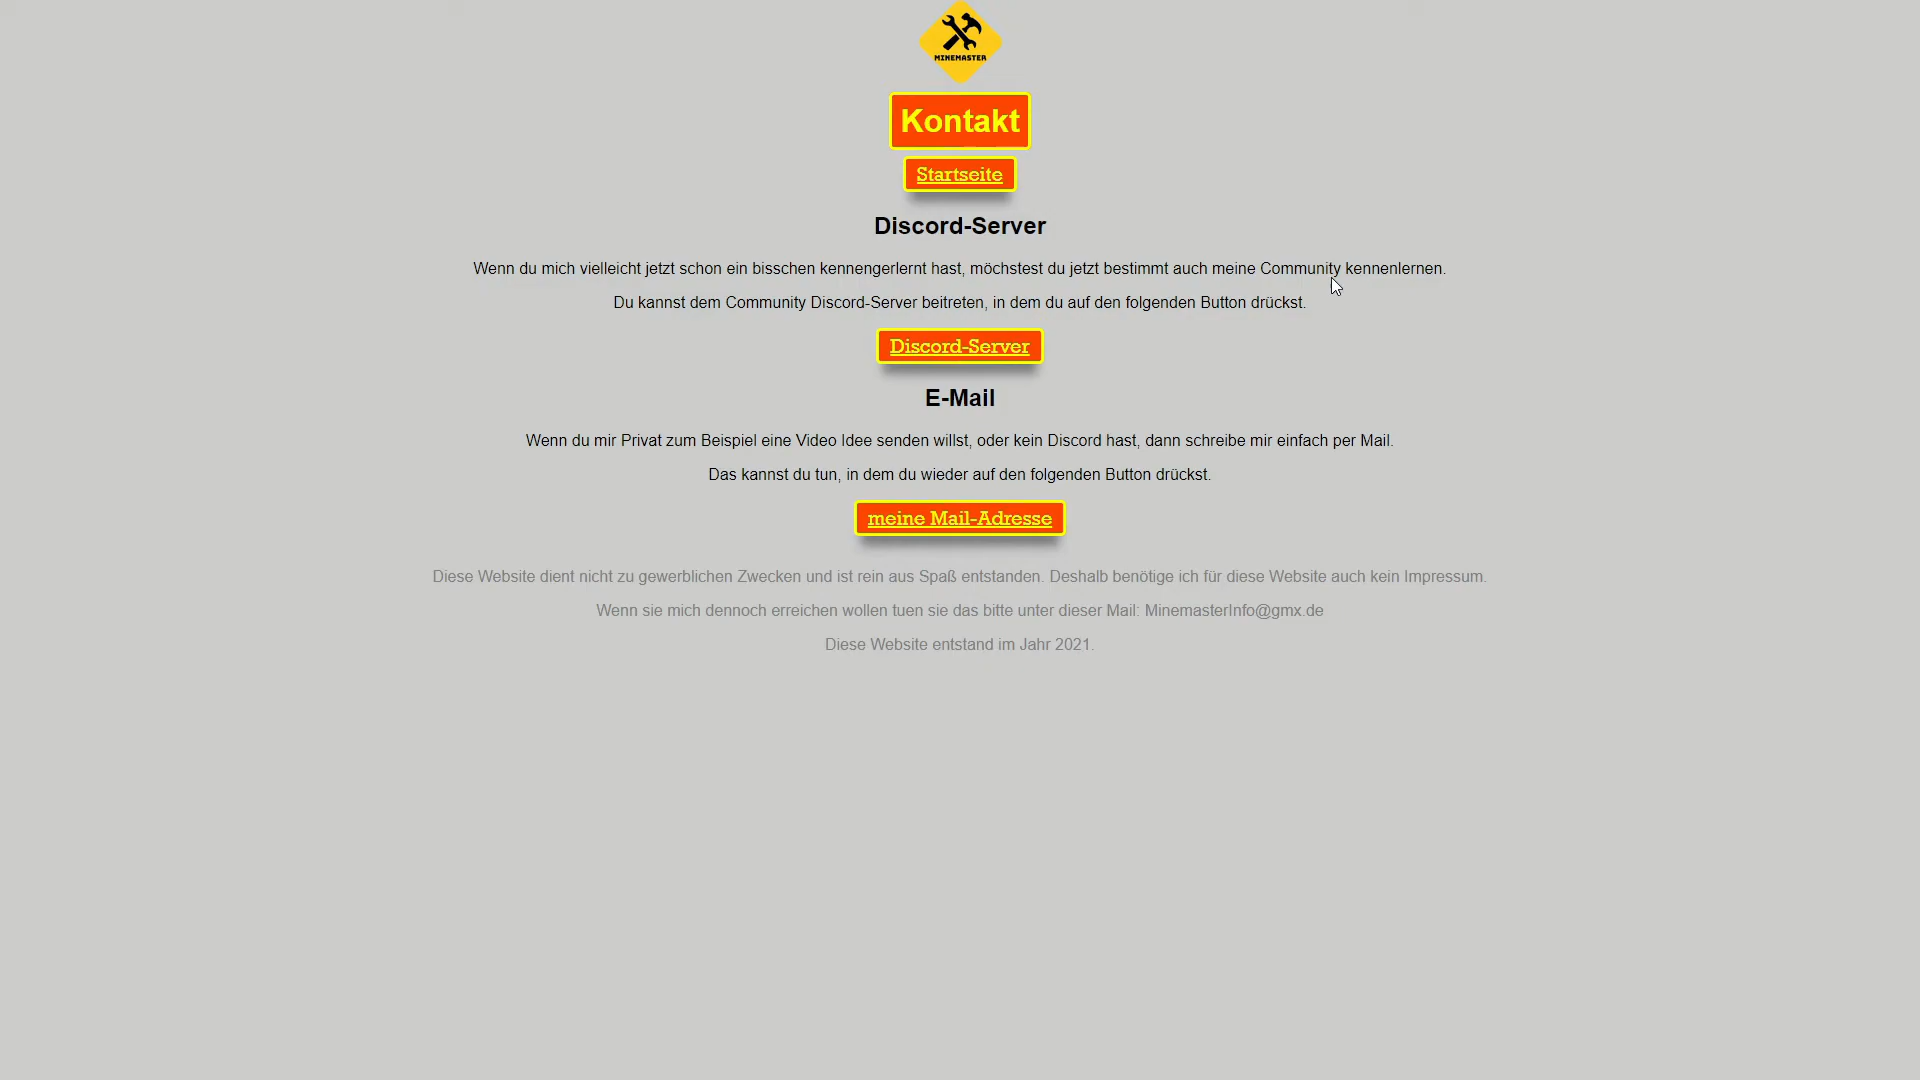 MINEMASTER
Kontakt
Startseite
Discord-Server
Wenn du mich vielleicht jetzt schon ein bisschen kennengerlernt hast, möchstest du jetzt bestimmt auch meine Community kennenlernen.
Du kannst dem Community Discord-Server beitreten, in dem du auf den folgenden Button drückst.
Discord-Server
E-Mail
Wenn du mir Privat zum Beispiel eine Video Idee senden willst, oder kein Discord hast, dann schreibe mir einfach per Mail.
Das kannst du tun, in dem du wieder auf den folgenden Button drückst.
meine Mail-Adresse
Diese Website dient nicht zu gewerblichen Zwecken und ist rein aus Spaß entstanden. Deshalb benötige ich für diese Website auch kein Impressum.
Wenn sie mich dennoch erreichen wollen tuen sie das bitte unter dieser Mail: MinemasterInfo@gmx.de
Diese Website entstand im Jahr 2021.